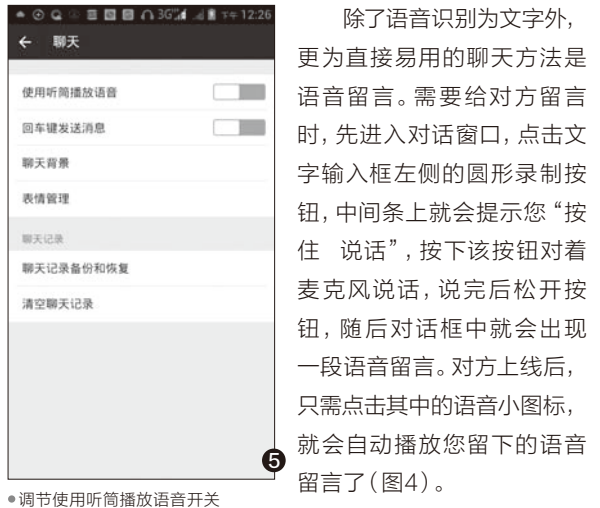 3G 下午12:26
← 聊天
使用听筒播放语音
回车键发送消息
聊天背景
表情管理
聊天记录
聊天记录备份和恢复
清空聊天记录
❺
●调节使用听筒播放语音开关
除了语音识别为文字外，
更为直接易用的聊天方法是
语音留言。需要给对方留言
时，先进入对话窗口，点击文
字输入框左侧的圆形录制按
钮，中间条上就会提示您“按
住　说话”，按下该按钮对着
麦克风说话，说完后松开按
钮，随后对话框中就会出现
一段语音留言。对方上线后，
只需点击其中的语音小图标，
就会自动播放您留下的语音
留言了（图4）。